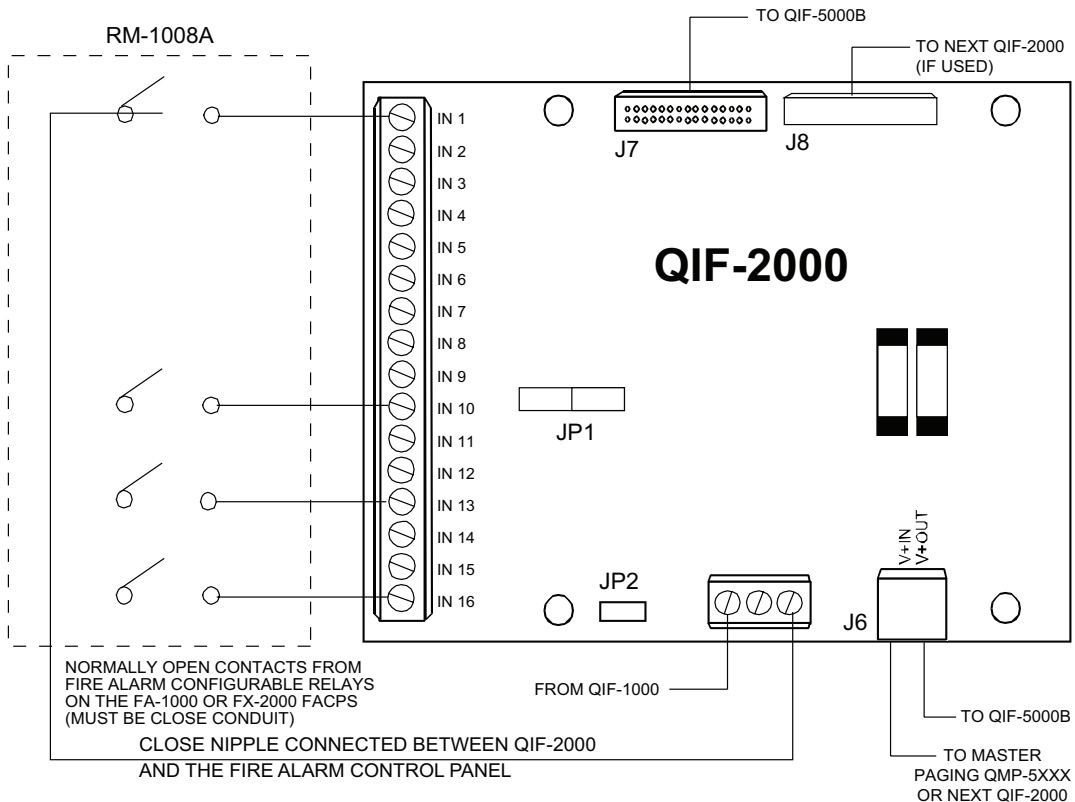 TO QIF-5000B
RM-1008A
TO NEXT QIF-2000
(IF USED)
IN 1
IN 2
IN 3
IN 4
IN 5
IN 6
IN 7
IN 8
IN 9
IN 10
IN 11
IN 12
IN 13
IN 14
IN 15
IN 16
J7
J8
QIF-2000
JP1
V+IN
V+OUT
JP2
J6
NORMALLY OPEN CONTACTS FROM
FIRE ALARM CONFIGURABLE RELAYS
ON THE FA-1000 OR FX-2000 FACPS
(MUST BE CLOSE CONDUIT)
FROM QIF-1000
TO QIF-5000B
CLOSE NIPPLE CONNECTED BETWEEN QIF-2000
AND THE FIRE ALARM CONTROL PANEL
TO MASTER
PAGING QMP-5XXX
OR NEXT QIF-2000